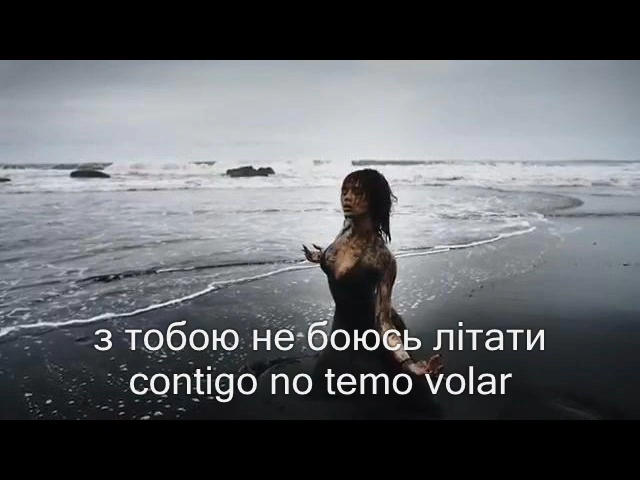 з тобою не боюсь літати
contigo no temo volar